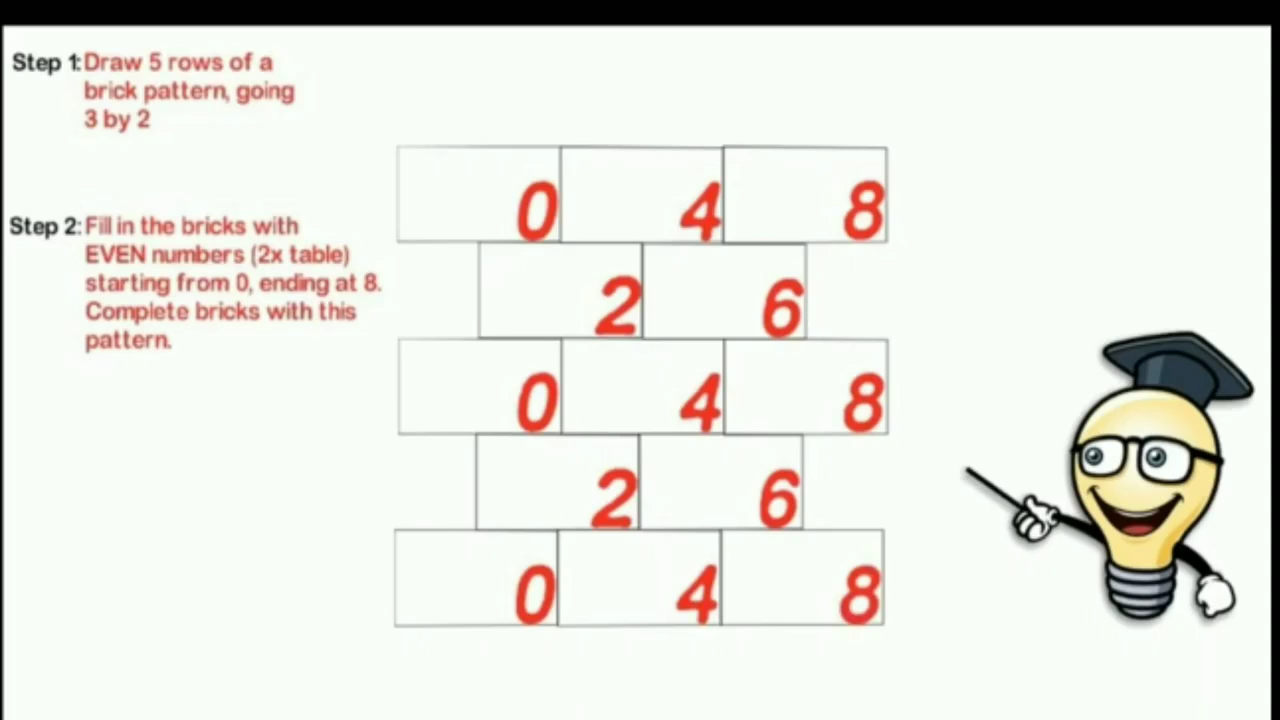 Step 1:Draw 5 rows of a
brick pattern, going
3 by 2
Step 2:Fill in the bricks with
EVEN numbers (2x table)
starting from 0, ending at 8.
Complete bricks with this
pattern.
0 4 8
2 6
0 4 8
2 6
0 4 8